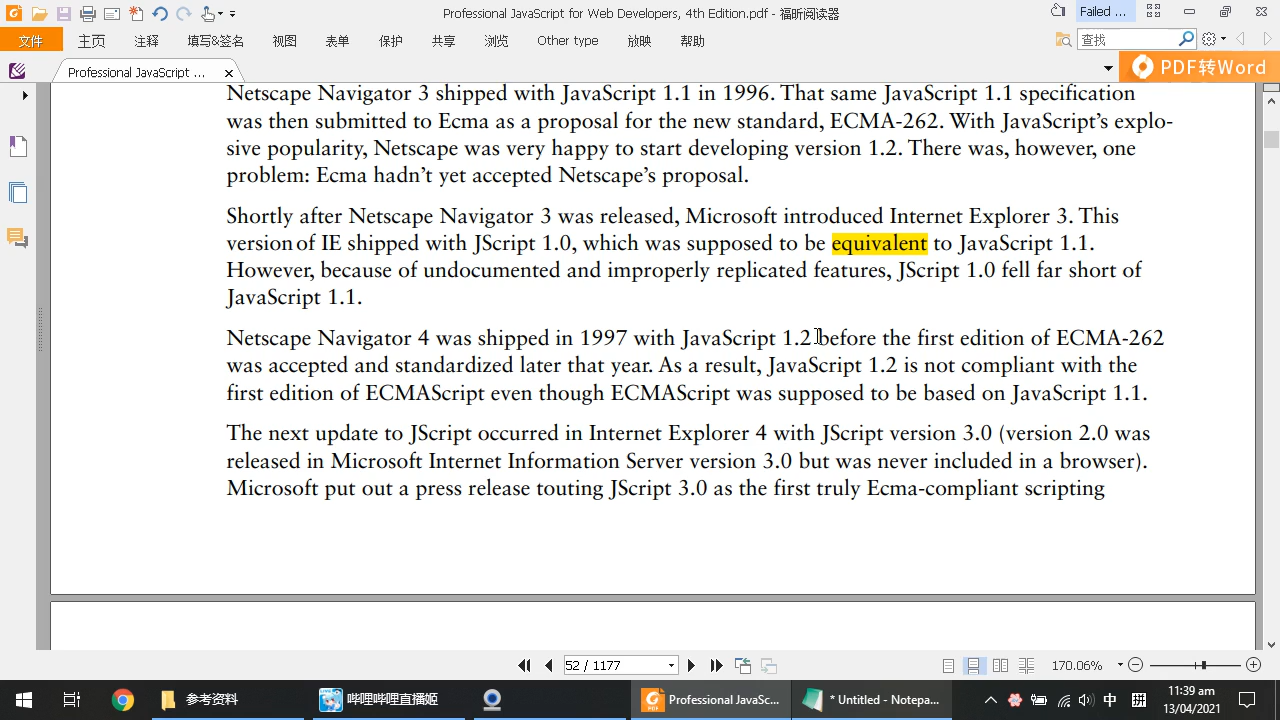 Professional JavaScript for Web Developers, 4th Edition.pdf - 福昕阅读器
Failed ...
文件 主页 注释 填写&签名 视图 表单 保护 共享 浏览 Other type 放映 帮助 查找
Professional JavaScript ... PDF转Word
Netscape Navigator 3 shipped with JavaScript 1.1 in 1996. That same JavaScript 1.1 specification
was then submitted to Ecma as a proposal for the new standard, ECMA-262. With JavaScript's explo-
sive popularity, Netscape was very happy to start developing version 1.2. There was, however, one
problem: Ecma hadn't yet accepted Netscape's proposal.
Shortly after Netscape Navigator 3 was released, Microsoft introduced Internet Explorer 3. This
version of IE shipped with JScript 1.0, which was supposed to be equivalent to JavaScript 1.1.
However, because of undocumented and improperly replicated features, JScript 1.0 fell far short of
JavaScript 1.1.
Netscape Navigator 4 was shipped in 1997 with JavaScript 1.2 before the first edition of ECMA-262
was accepted and standardized later that year. As a result, JavaScript 1.2 is not compliant with the
first edition of ECMAScript even though ECMAScript was supposed to be based on JavaScript 1.1.
The next update to JScript occurred in Internet Explorer 4 with JScript version 3.0 (version 2.0 was
released in Microsoft Internet Information Server version 3.0 but was never included in a browser).
Microsoft put out a press release touting JScript 3.0 as the first truly Ecma-compliant scripting
52 / 1177 170.06%
参考资料 哔哩哔哩直播姬 Professional JavaSc... * Untitled - Notepa... 中 拼 11:39 am
13/04/2021